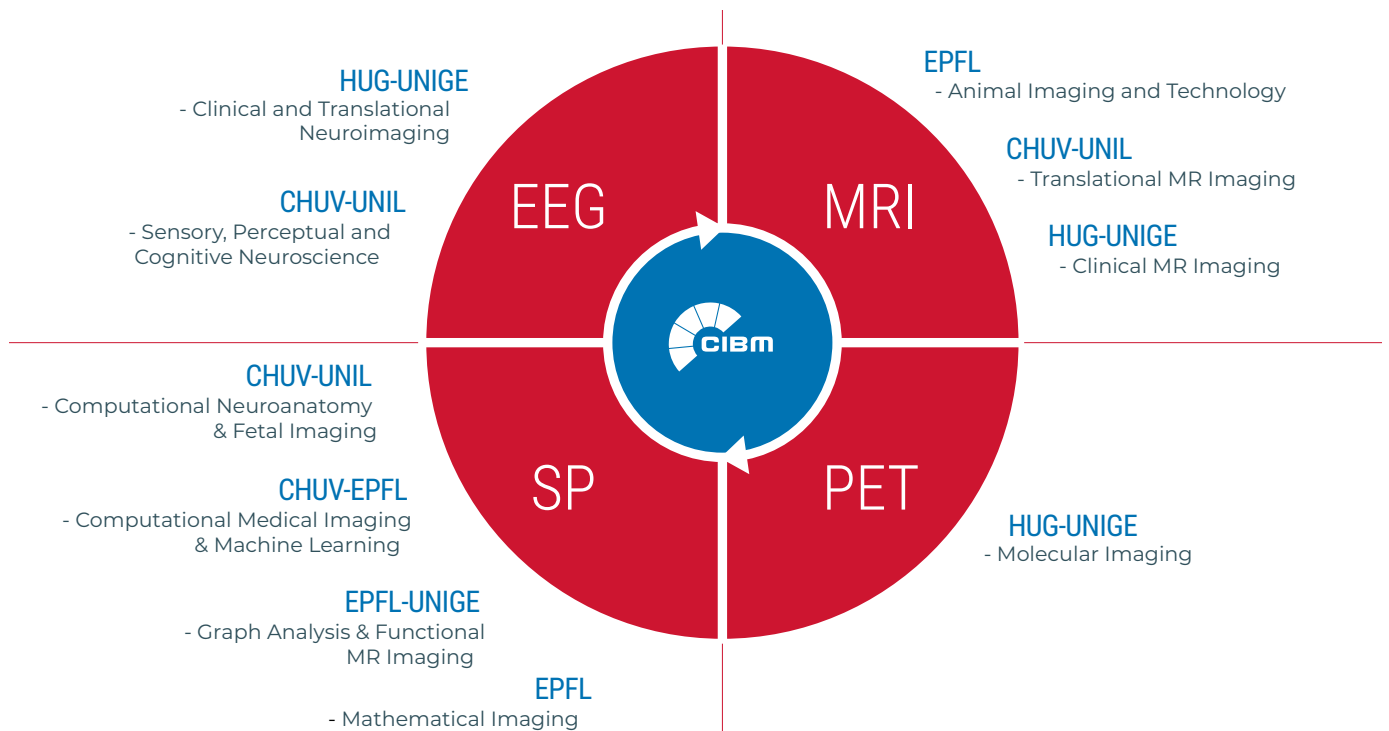 HUG-UNIGE
- Clinical and Translational
Neuroimaging
CHUV-UNIL
- Sensory, Perceptual and
Cognitive Neuroscience
EEG
MRI
EPFL
- Animal Imaging and Technology
CHUV-UNIL
- Translational MR Imaging
HUG-UNIGE
- Clinical MR Imaging
CIBM
CHUV-UNIL
- Computational Neuroanatomy
& Fetal Imaging
CHUV-EPFL
- Computational Medical Imaging
& Machine Learning
EPFL-UNIGE
- Graph Analysis & Functional
MR Imaging
EPFL
- Mathematical Imaging
SP
PET
HUG-UNIGE
- Molecular Imaging